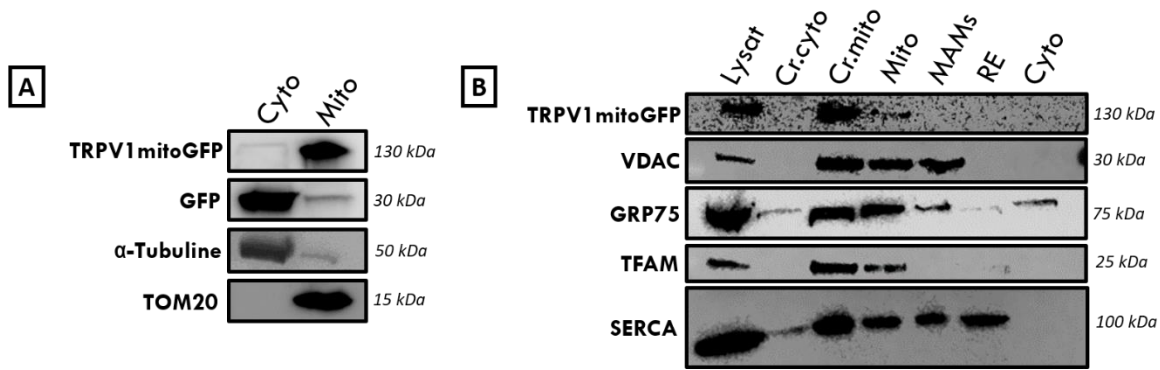 A
Cyto Mito
TRPV1mitoGFP 130 kDa
GFP 30 kDa
α-Tubuline 50 kDa
TOM20 15 kDa
B
Lysat Cr.cyto Cr.mito Mito MAMs RE Cyto
TRPV1mitoGFP 130 kDa
VDAC 30 kDa
GRP75 75 kDa
TFAM 25 kDa
SERCA 100 kDa